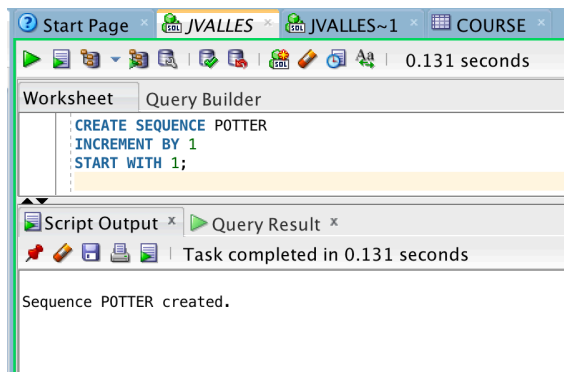 Start Page JVALLES JVALLES~1 COURSE
0.131 seconds
Worksheet Query Builder
CREATE SEQUENCE POTTER
INCREMENT BY 1
START WITH 1;
Script Output x Query Result x
Task completed in 0.131 seconds
Sequence POTTER created.